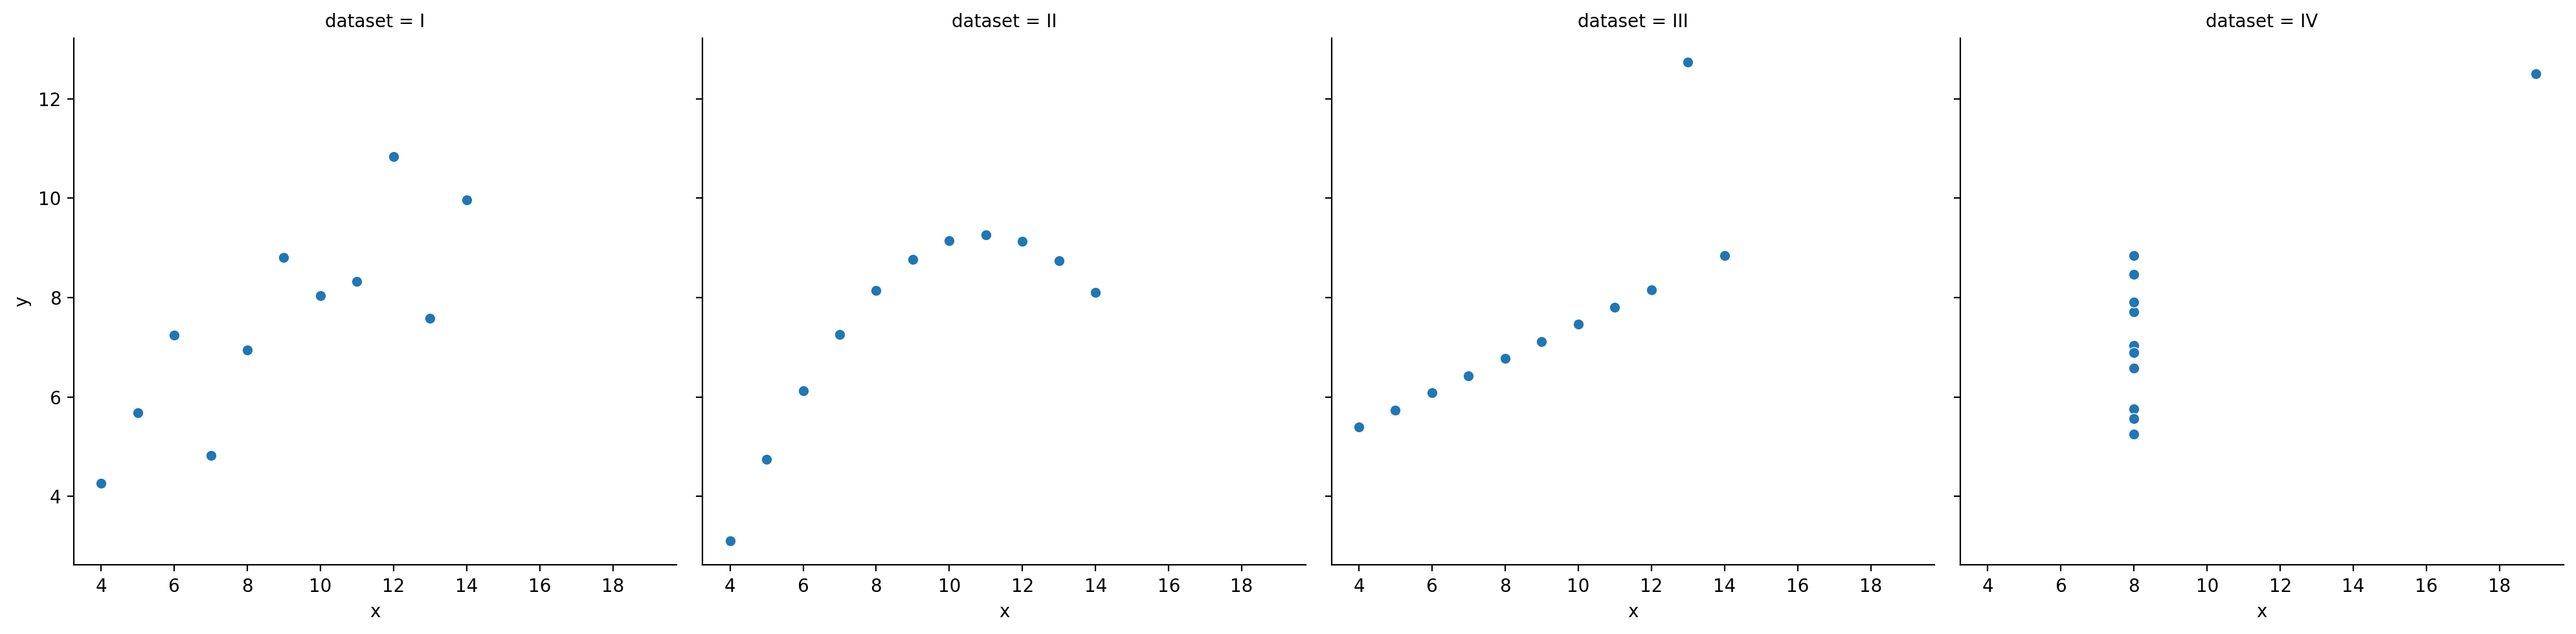 dataset = I
dataset = II
dataset = III
dataset = IV
y
12
10
8
6
4
4 6 8 10 12 14 16 18
4 6 8 10 12 14 16 18
4 6 8 10 12 14 16 18
4 6 8 10 12 14 16 18
x
x
x
x